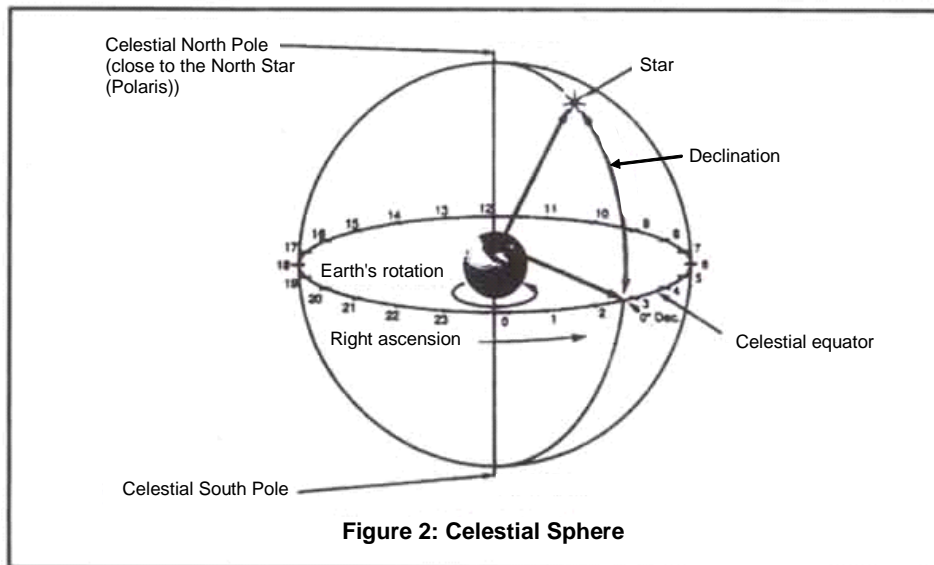 Celestial North Pole
(close to the North Star
(Polaris))
Star
Declination
12
11
13
10
14
9
15
8
16
7
17
18
6
Earth's rotation
5
19
4
20
3
21
2
0° Dec.
22
1
23
0
Right ascension
Celestial equator
Celestial South Pole
Figure 2: Celestial Sphere